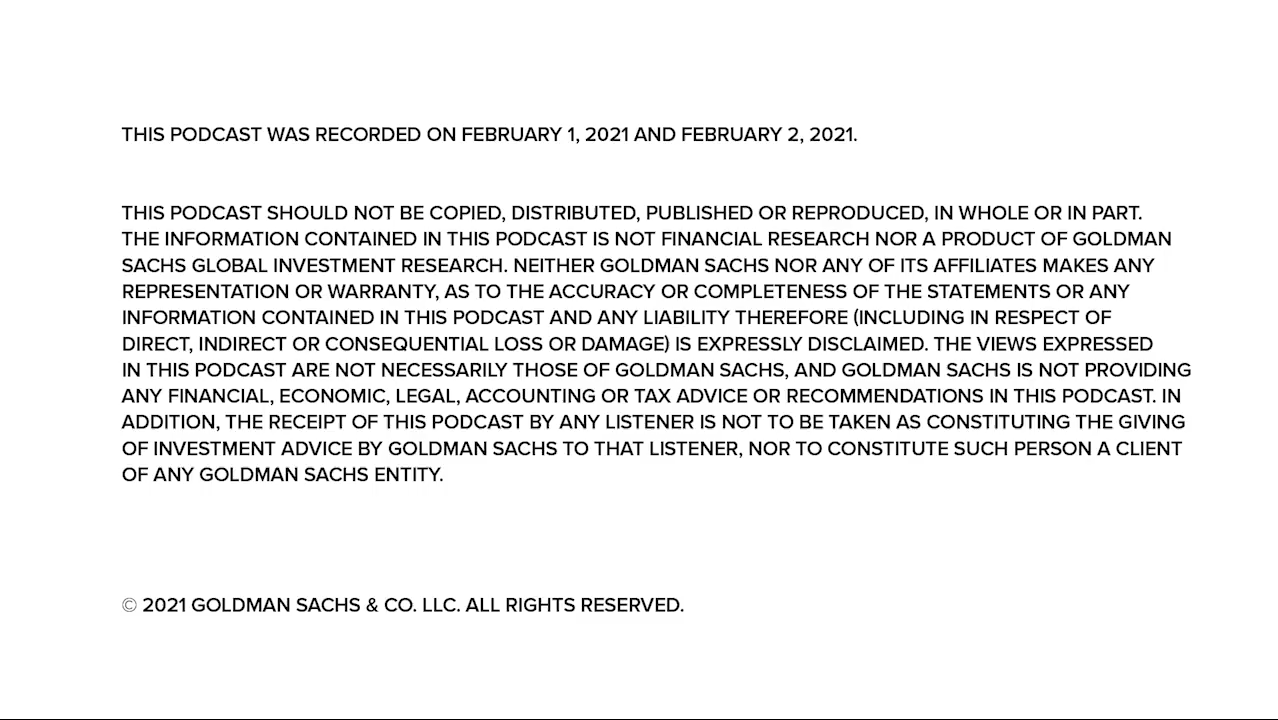 THIS PODCAST WAS RECORDED ON FEBRUARY 1, 2021 AND FEBRUARY 2, 2021.
THIS PODCAST SHOULD NOT BE COPIED, DISTRIBUTED, PUBLISHED OR REPRODUCED, IN WHOLE OR IN PART.
THE INFORMATION CONTAINED IN THIS PODCAST IS NOT FINANCIAL RESEARCH NOR A PRODUCT OF GOLDMAN
SACHS GLOBAL INVESTMENT RESEARCH. NEITHER GOLDMAN SACHS NOR ANY OF ITS AFFILIATES MAKES ANY
REPRESENTATION OR WARRANTY, AS TO THE ACCURACY OR COMPLETENESS OF THE STATEMENTS OR ANY
INFORMATION CONTAINED IN THIS PODCAST AND ANY LIABILITY THEREFORE (INCLUDING IN RESPECT OF
DIRECT, INDIRECT OR CONSEQUENTIAL LOSS OR DAMAGE) IS EXPRESSLY DISCLAIMED. THE VIEWS EXPRESSED
IN THIS PODCAST ARE NOT NECESSARILY THOSE OF GOLDMAN SACHS, AND GOLDMAN SACHS IS NOT PROVIDING
ANY FINANCIAL, ECONOMIC, LEGAL, ACCOUNTING OR TAX ADVICE OR RECOMMENDATIONS IN THIS PODCAST. IN
ADDITION, THE RECEIPT OF THIS PODCAST BY ANY LISTENER IS NOT TO BE TAKEN AS CONSTITUTING THE GIVING
OF INVESTMENT ADVICE BY GOLDMAN SACHS TO THAT LISTENER, NOR TO CONSTITUTE SUCH PERSON A CLIENT
OF ANY GOLDMAN SACHS ENTITY.
© 2021 GOLDMAN SACHS & CO. LLC. ALL RIGHTS RESERVED.